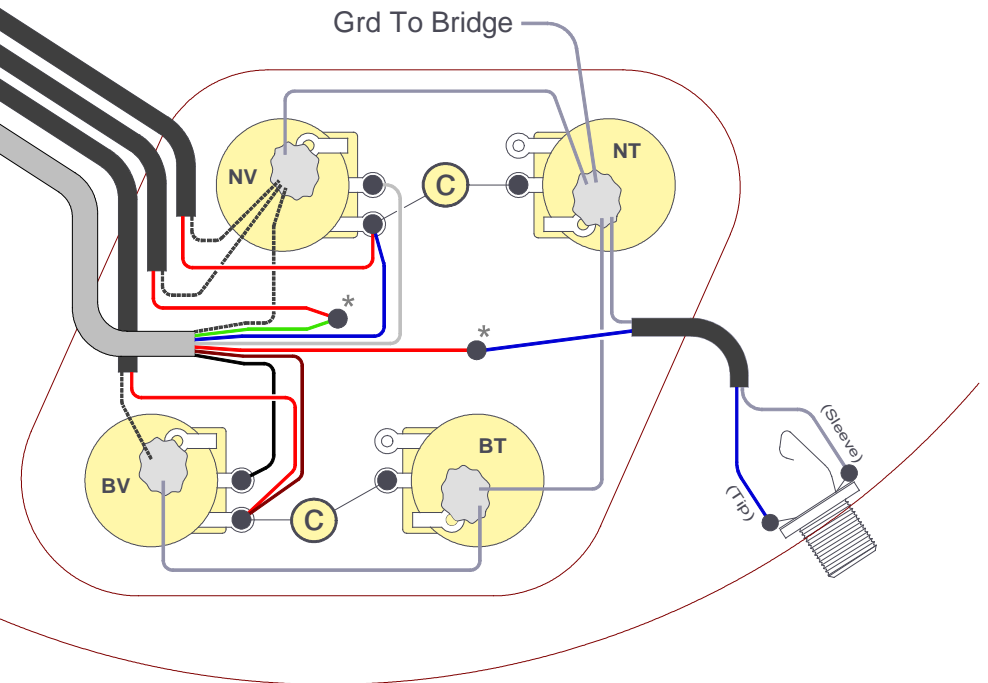 Grd To Bridge
NV
NT
C
*
*
(Sleeve)
BV
BT
C
(Tip)